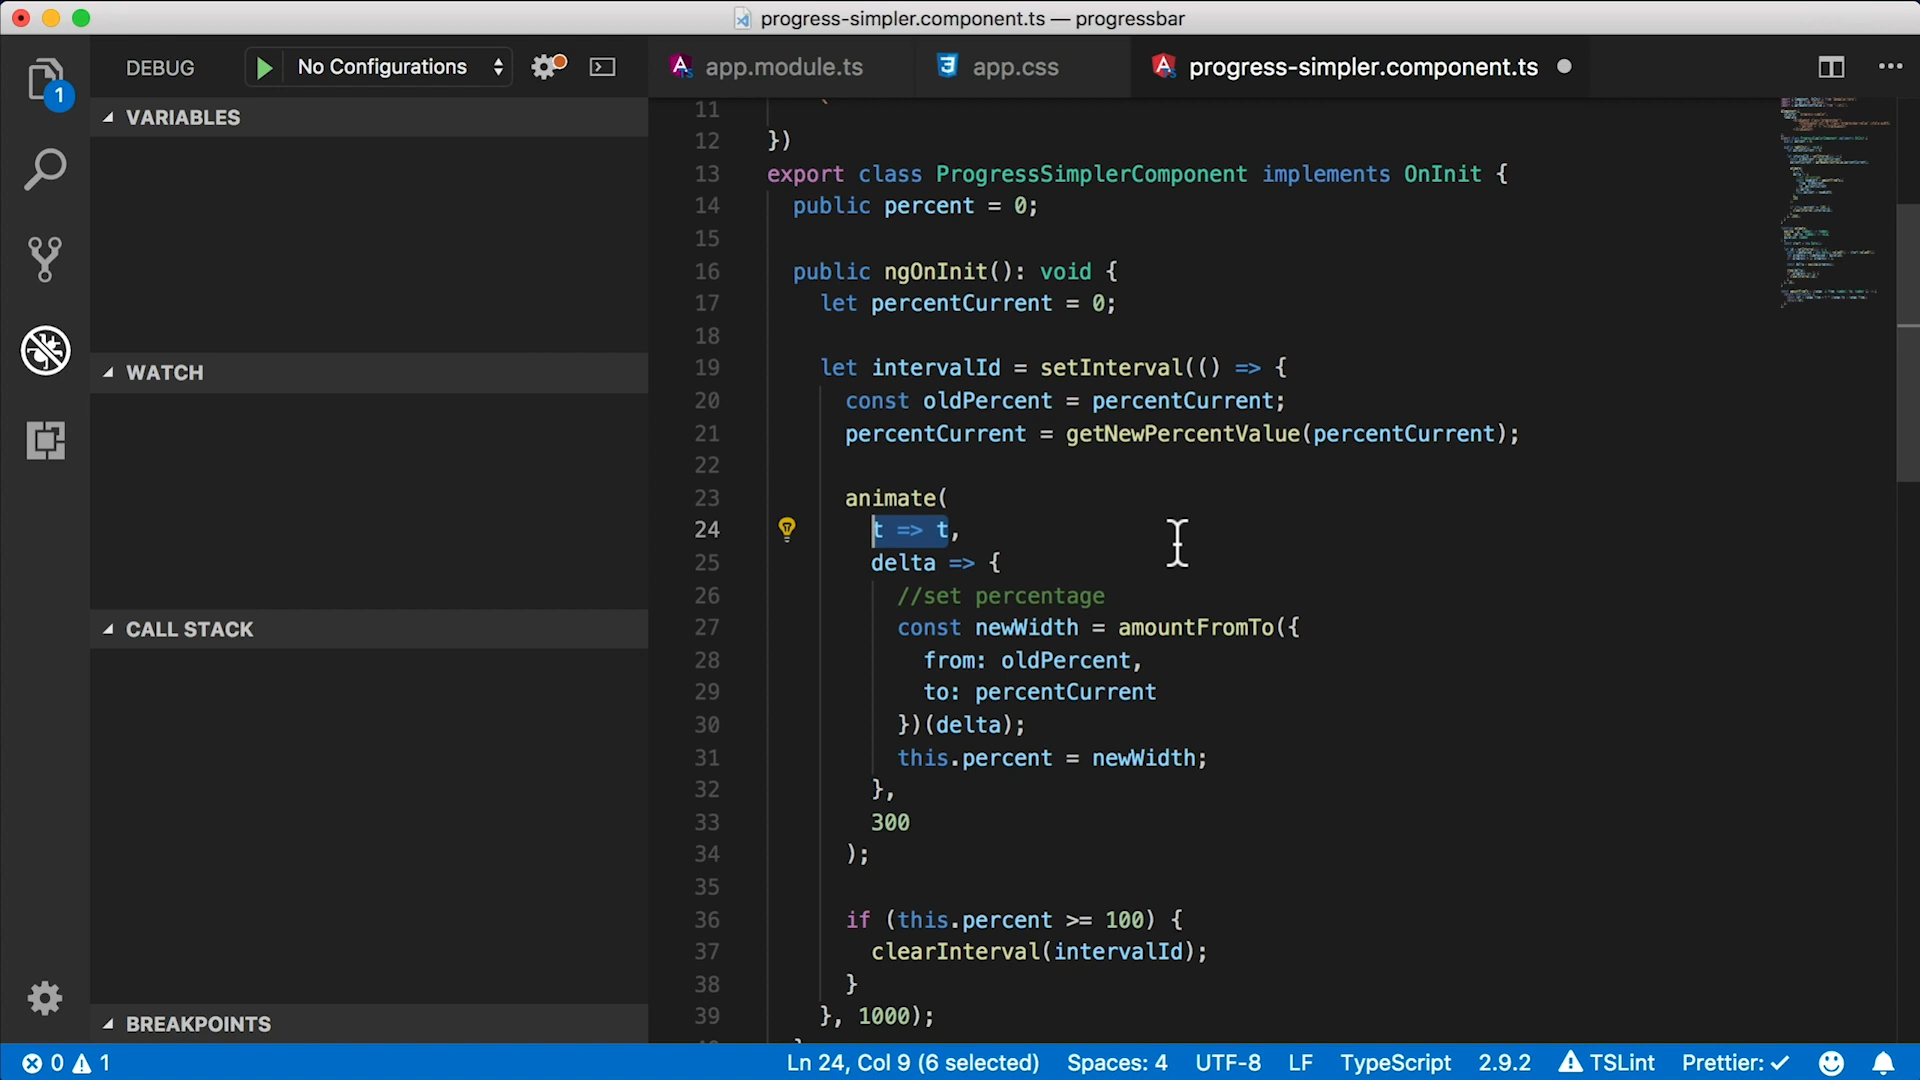 progress-simpler.component.ts — progressbar
1
DEBUG
No Configurations
app.module.ts
app.css
progress-simpler.component.ts
VARIABLES
WATCH
CALL STACK
BREAKPOINTS
11 `
12 })
13 export class ProgressSimplerComponent implements OnInit {
14 public percent = 0;
15
16 public ngOnInit(): void {
17 let percentCurrent = 0;
18
19 let intervalId = setInterval(() => {
20 const oldPercent = percentCurrent;
21 percentCurrent = getNewPercentValue(percentCurrent);
22
23 animate(
24 t => t,
25 delta => {
26 //set percentage
27 const newWidth = amountFromTo({
28 from: oldPercent,
29 to: percentCurrent
30 })(delta);
31 this.percent = newWidth;
32 },
33 300
34 );
35
36 if (this.percent >= 100) {
37 clearInterval(intervalId);
38 }
39 }, 1000);
0 1
Ln 24, Col 9 (6 selected)
Spaces: 4
UTF-8
LF
TypeScript
2.9.2
TSLint
Prettier: ✓